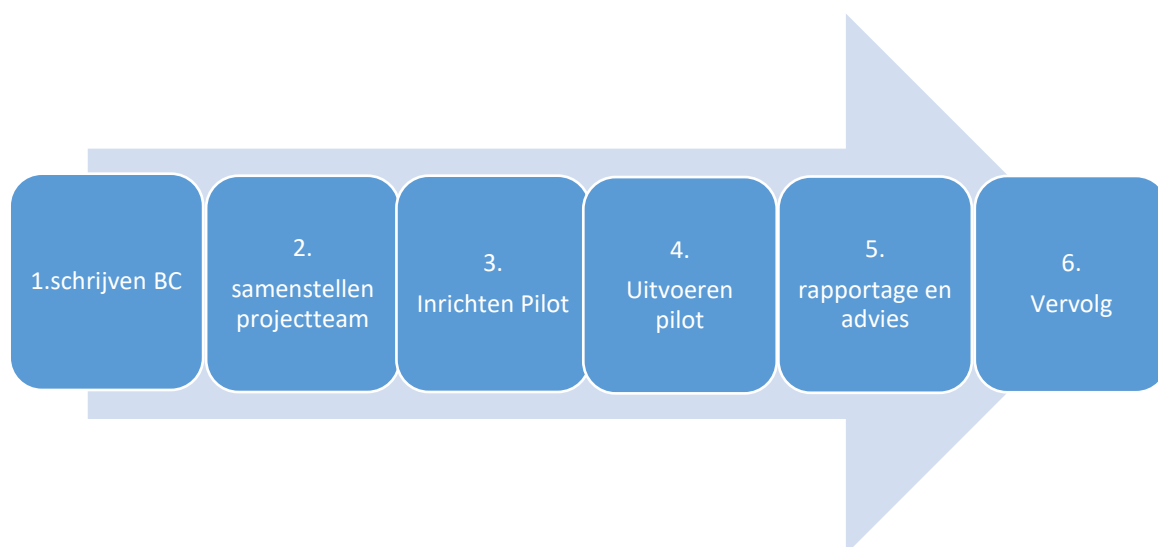 1.schrijven BC
2.
samenstellen
projectteam
3.
Inrichten Pilot
4.
Uitvoeren
pilot
5.
rapportage en
advies
6.
Vervolg